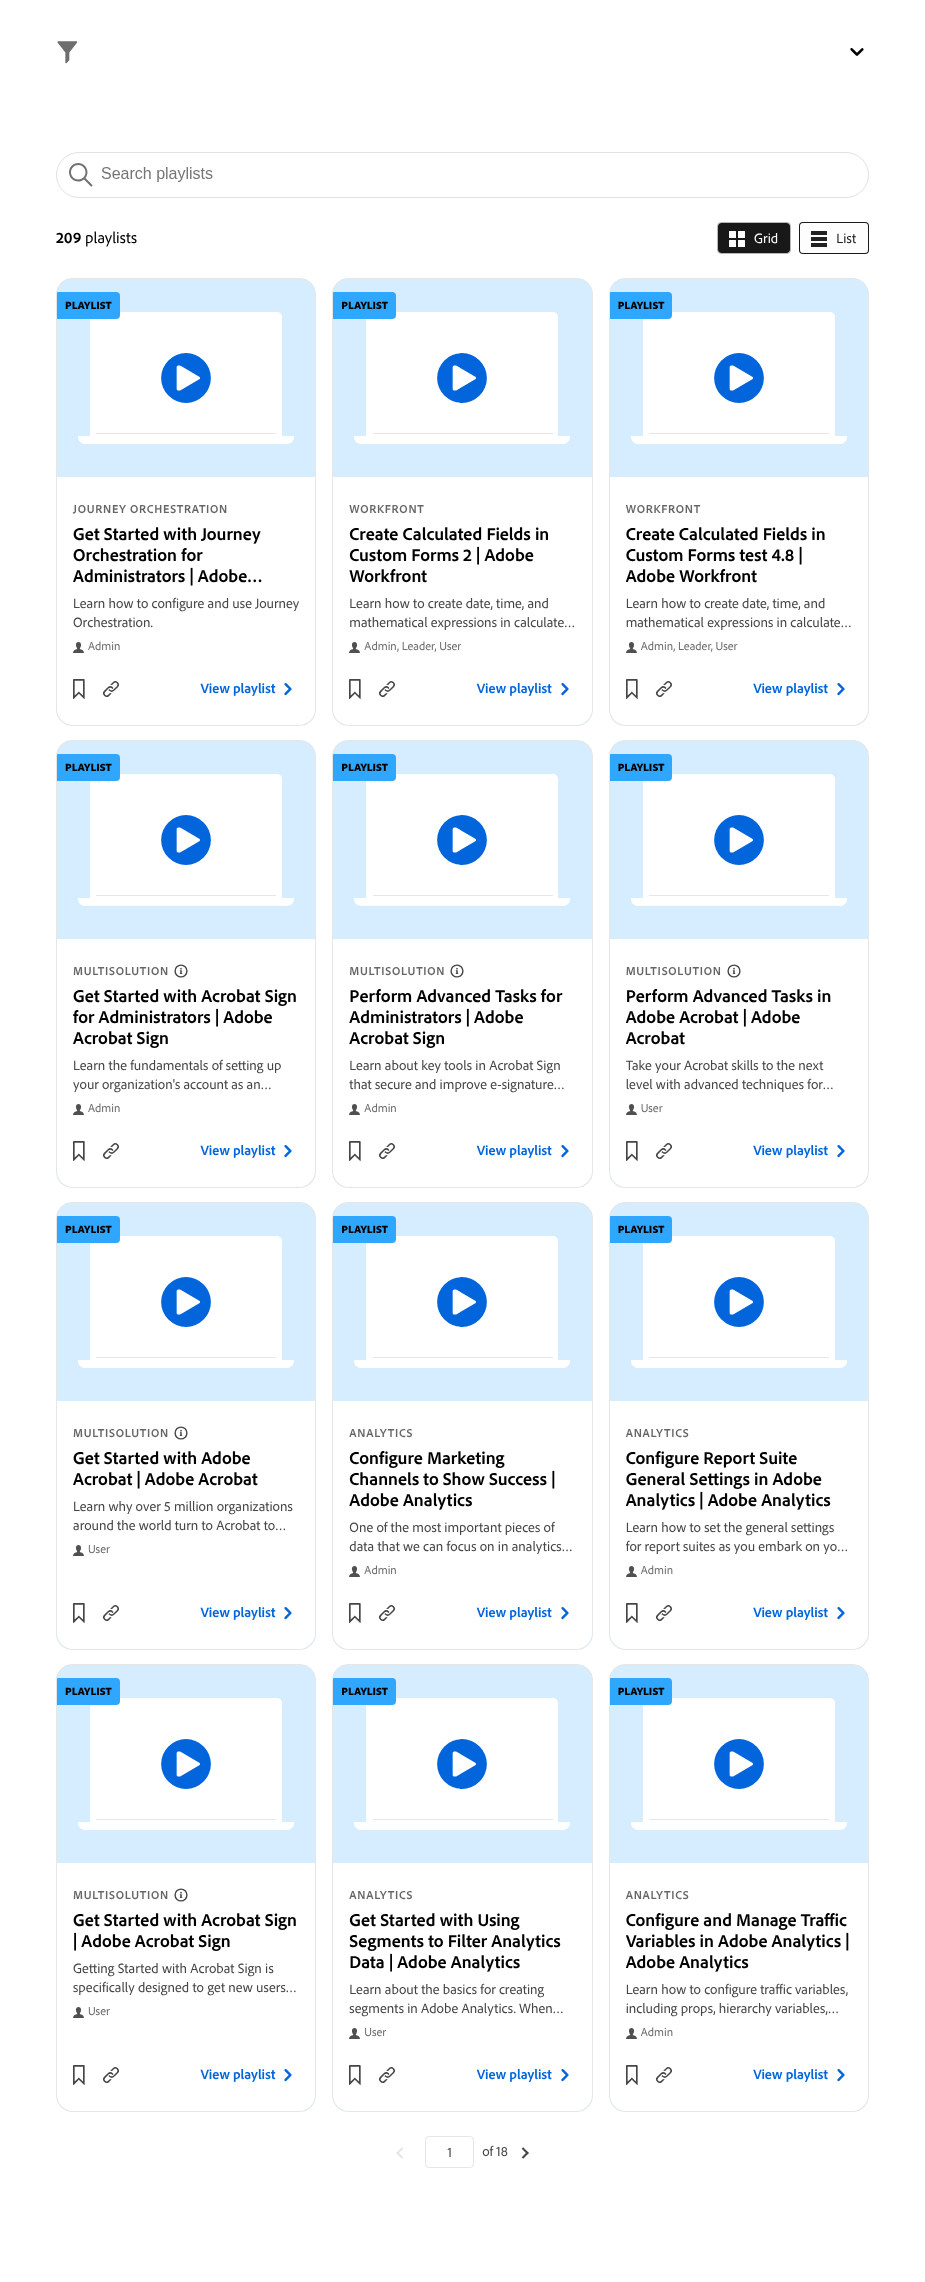 Search playlists
209 playlists
Grid
List
PLAYLIST
JOURNEY ORCHESTRATION
Get Started with Journey
Orchestration for
Administrators | Adobe...
Learn how to configure and use Journey
Orchestration.
Admin
View playlist
PLAYLIST
WORKFRONT
Create Calculated Fields in
Custom Forms 2 | Adobe
Workfront
Learn how to create date, time, and
mathematical expressions in calculate...
Admin, Leader, User
View playlist
PLAYLIST
WORKFRONT
Create Calculated Fields in
Custom Forms test 4.8 |
Adobe Workfront
Learn how to create date, time, and
mathematical expressions in calculate...
Admin, Leader, User
View playlist
PLAYLIST
MULTISOLUTION
Get Started with Acrobat Sign
for Administrators | Adobe
Acrobat Sign
Learn the fundamentals of setting up
your organization's account as an...
Admin
View playlist
PLAYLIST
MULTISOLUTION
Perform Advanced Tasks for
Administrators | Adobe
Acrobat Sign
Learn about key tools in Acrobat Sign
that secure and improve e-signature...
Admin
View playlist
PLAYLIST
MULTISOLUTION
Perform Advanced Tasks in
Adobe Acrobat | Adobe
Acrobat
Take your Acrobat skills to the next
level with advanced techniques for...
User
View playlist
PLAYLIST
MULTISOLUTION
Get Started with Adobe
Acrobat | Adobe Acrobat
Learn why over 5 million organizations
around the world turn to Acrobat to...
User
View playlist
PLAYLIST
ANALYTICS
Configure Marketing
Channels to Show Success |
Adobe Analytics
One of the most important pieces of
data that we can focus on in analytics...
Admin
View playlist
PLAYLIST
ANALYTICS
Configure Report Suite
General Settings in Adobe
Analytics | Adobe Analytics
Learn how to set the general settings
for report suites as you embark on yo...
Admin
View playlist
PLAYLIST
MULTISOLUTION
Get Started with Acrobat Sign
| Adobe Acrobat Sign
Getting Started with Acrobat Sign is
specifically designed to get new users...
User
View playlist
PLAYLIST
ANALYTICS
Get Started with Using
Segments to Filter Analytics
Data | Adobe Analytics
Learn about the basics for creating
segments in Adobe Analytics. When...
User
View playlist
PLAYLIST
ANALYTICS
Configure and Manage Traffic
Variables in Adobe Analytics |
Adobe Analytics
Learn how to configure traffic variables,
including props, hierarchy variables,...
Admin
View playlist
1 of 18